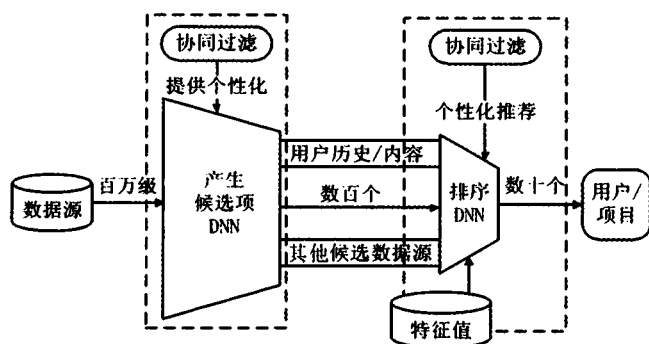 协同过滤
协同过滤
提供个性化
个性化推荐
用户历史/内容
产生
候选项
DNN
百万级
数据源
数百个
排序
DNN
数十个
用户/
项目
其他候选数据源
特征值